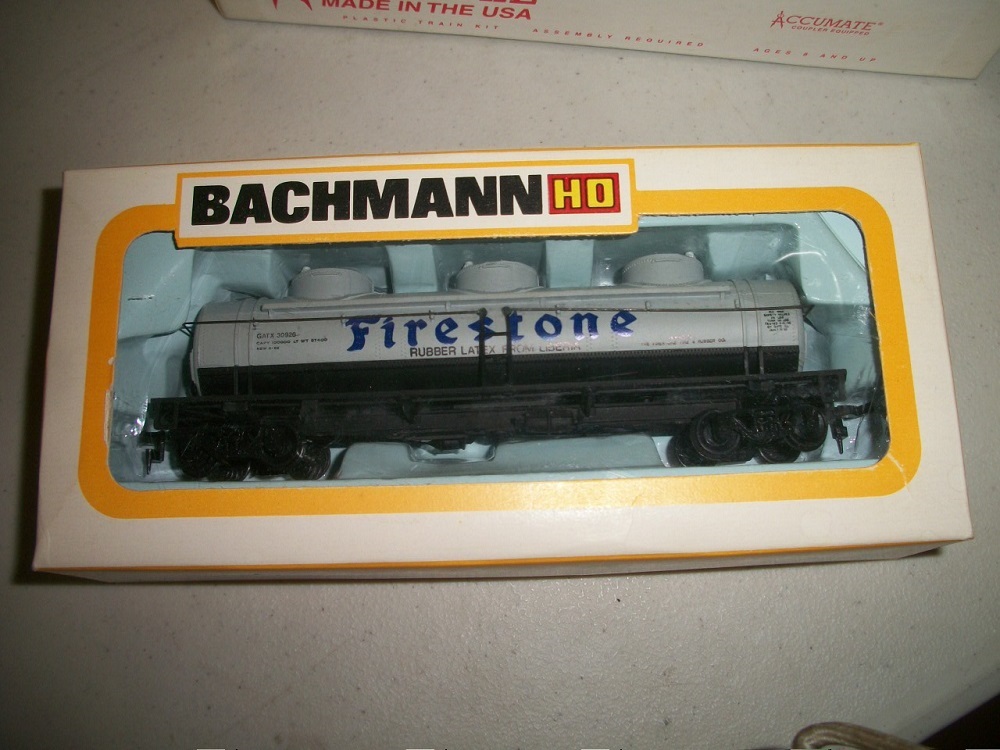 MADE IN THE USA
PLASTIC TRAIN KIT ASSEMBLY REQUIRED AGES 8 AND UP
ACCUMATE®
COUPLER EQUIPPED
BACHMANN HO
Firestone
RUBBER LATEX FROM LIBERIA
GATX 30926